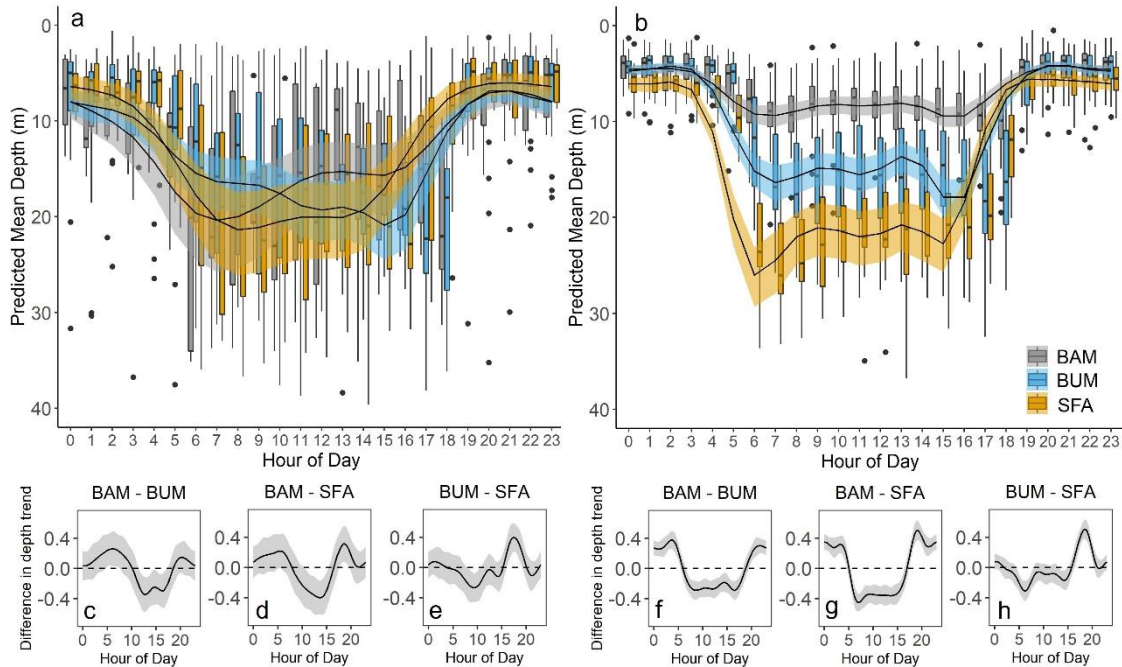 a
b
Predicted Mean Depth (m)
0
10
20
30
40
0 1 2 3 4 5 6 7 8 9 10 11 12 13 14 15 16 17 18 19 20 21 22 23
Hour of Day
Predicted Mean Depth (m)
0
10
20
30
40
BAM
BUM
SFA
0 1 2 3 4 5 6 7 8 9 10 11 12 13 14 15 16 17 18 19 20 21 22 23
Hour of Day
Difference in depth trend
BAM - BUM
0.4
0.0
-0.4
c
0 5 10 15 20
Hour of Day
BAM - SFA
0.4
0.0
-0.4
d
0 5 10 15 20
Hour of Day
BUM - SFA
0.4
0.0
-0.4
e
0 5 10 15 20
Hour of Day
Difference in depth trend
BAM - BUM
0.4
0.0
-0.4
f
0 5 10 15 20
Hour of Day
BAM - SFA
0.4
0.0
-0.4
g
0 5 10 15 20
Hour of Day
BUM - SFA
0.4
0.0
-0.4
h
0 5 10 15 20
Hour of Day